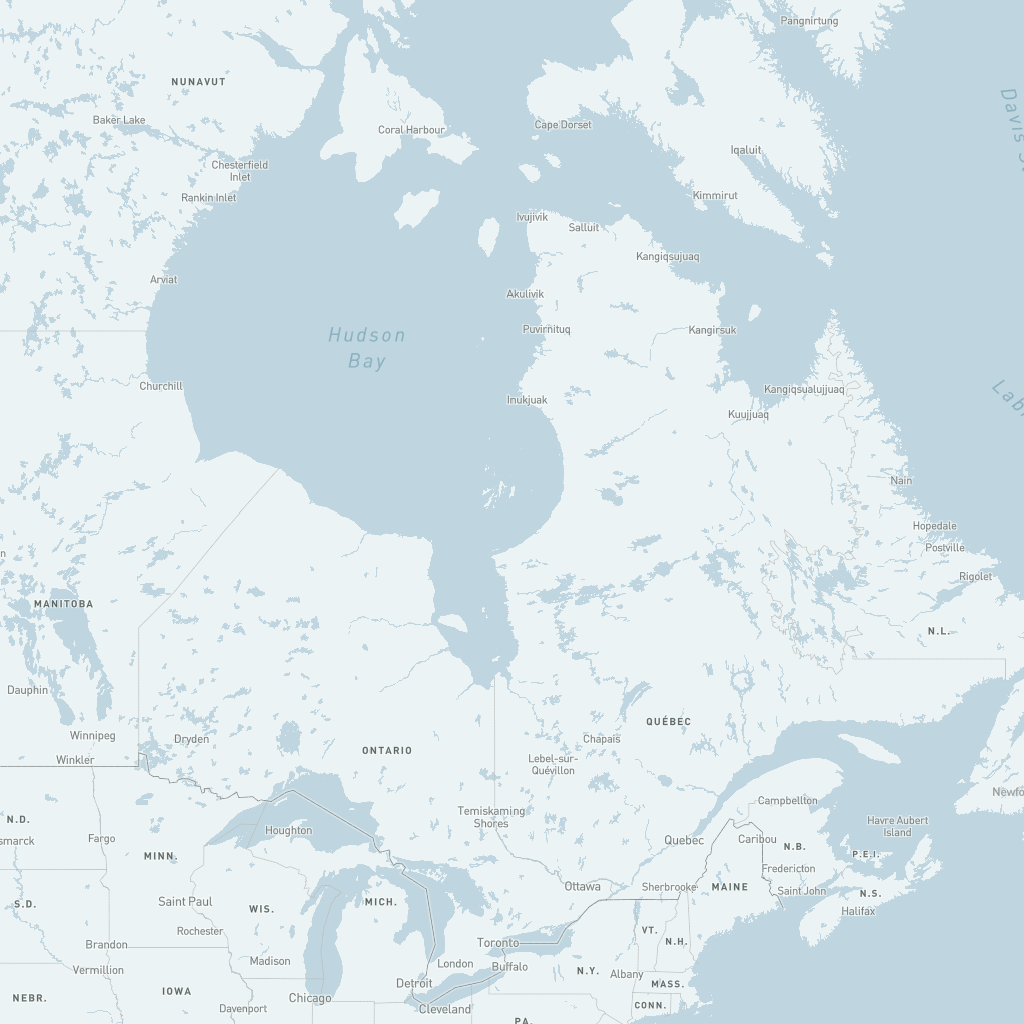 Pangnirtung
NUNAVUT
Davis
Baker Lake
Coral Harbour
Cape Dorset
Iqaluit
Chesterfield
Inlet
Rankin Inlet
Kimmirut
Ivujivik
Salluit
Kangiqsujuaq
Arviat
Akulivik
Hudson
Bay
Puvirnituq
Kangirsuk
Churchill
Kangiqsualujjuaq
Lab
Inukjuak
Kuujjuaq
Nain
Hopedale
Postville
n
Rigolet
MANITOBA
N.L.
Dauphin
Winnipeg
QUÉBEC
Dryden
Chapais
ONTARIO
Winkler
Lebel-sur-
Quévillon
Newfo
Campbellton
Temiskaming
Shores
N.D.
Havre Aubert
Island
Houghton
smarck
Fargo
Quebec
Caribou
N.B.
MINN.
P.E.I.
Fredericton
Ottawa
Sherbrooke
MAINE
Saint John
N.S.
S.D.
Saint Paul
WIS.
MICH.
Halifax
Rochester
VT.
Brandon
Toronto
N.H.
Madison
London
Buffalo
Vermillion
N.Y.
Albany
Detroit
MASS.
IOWA
NEBR.
Chicago
CONN.
Davenport
Cleveland
PA.